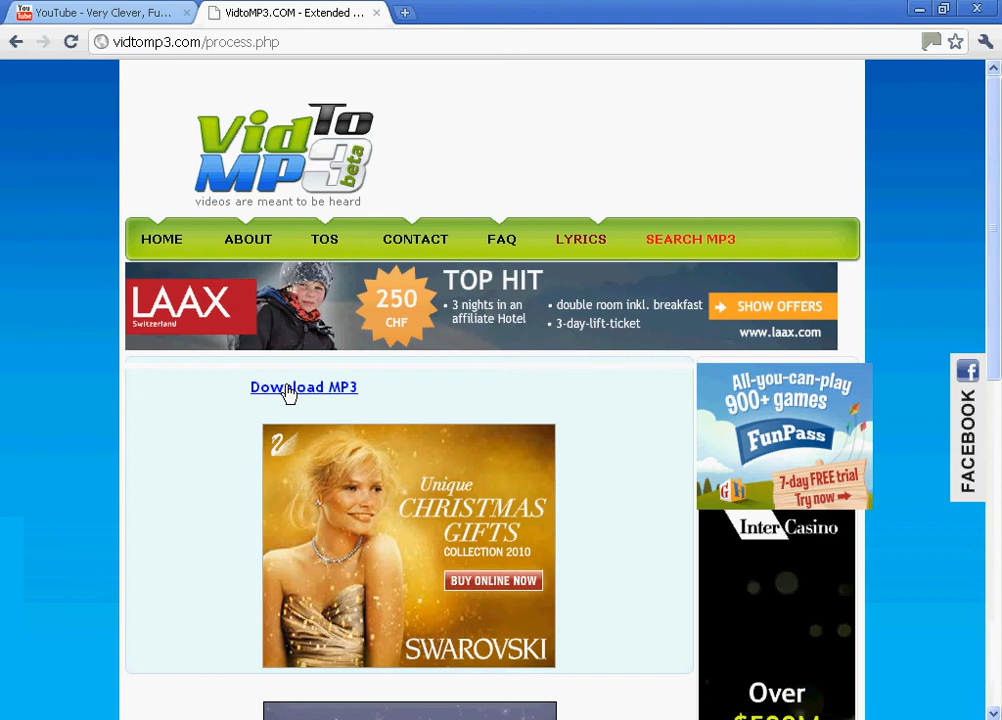 YouTube - Very Clever, Fu...
VidtoMP3.COM - Extended ...
vidtomp3.com/process.php
VidTo
MP3
beta
videos are meant to be heard
HOME
ABOUT
TOS
CONTACT
FAQ
LYRICS
SEARCH MP3
LAAX
Switzerland
250
CHF
TOP HIT
• 3 nights in an
affiliate Hotel
• double room inkl. breakfast
• 3-day-lift-ticket
SHOW OFFERS
www.laax.com
Download MP3
Unique
CHRISTMAS
GIFTS
COLLECTION 2010
BUY ONLINE NOW
SWAROVSKI
All-you-can-play
900+ games
FunPass
7-day FREE trial
Try now
InterCasino
Over
FACEBOOK